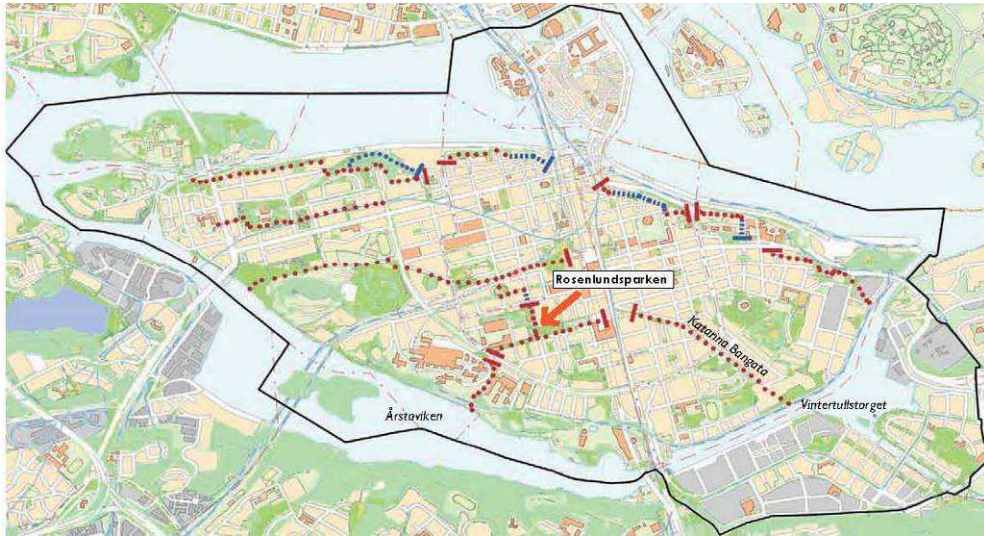 Rosenlundsparken
Katarina Bangata
Årstaviken
Vintertullstorget